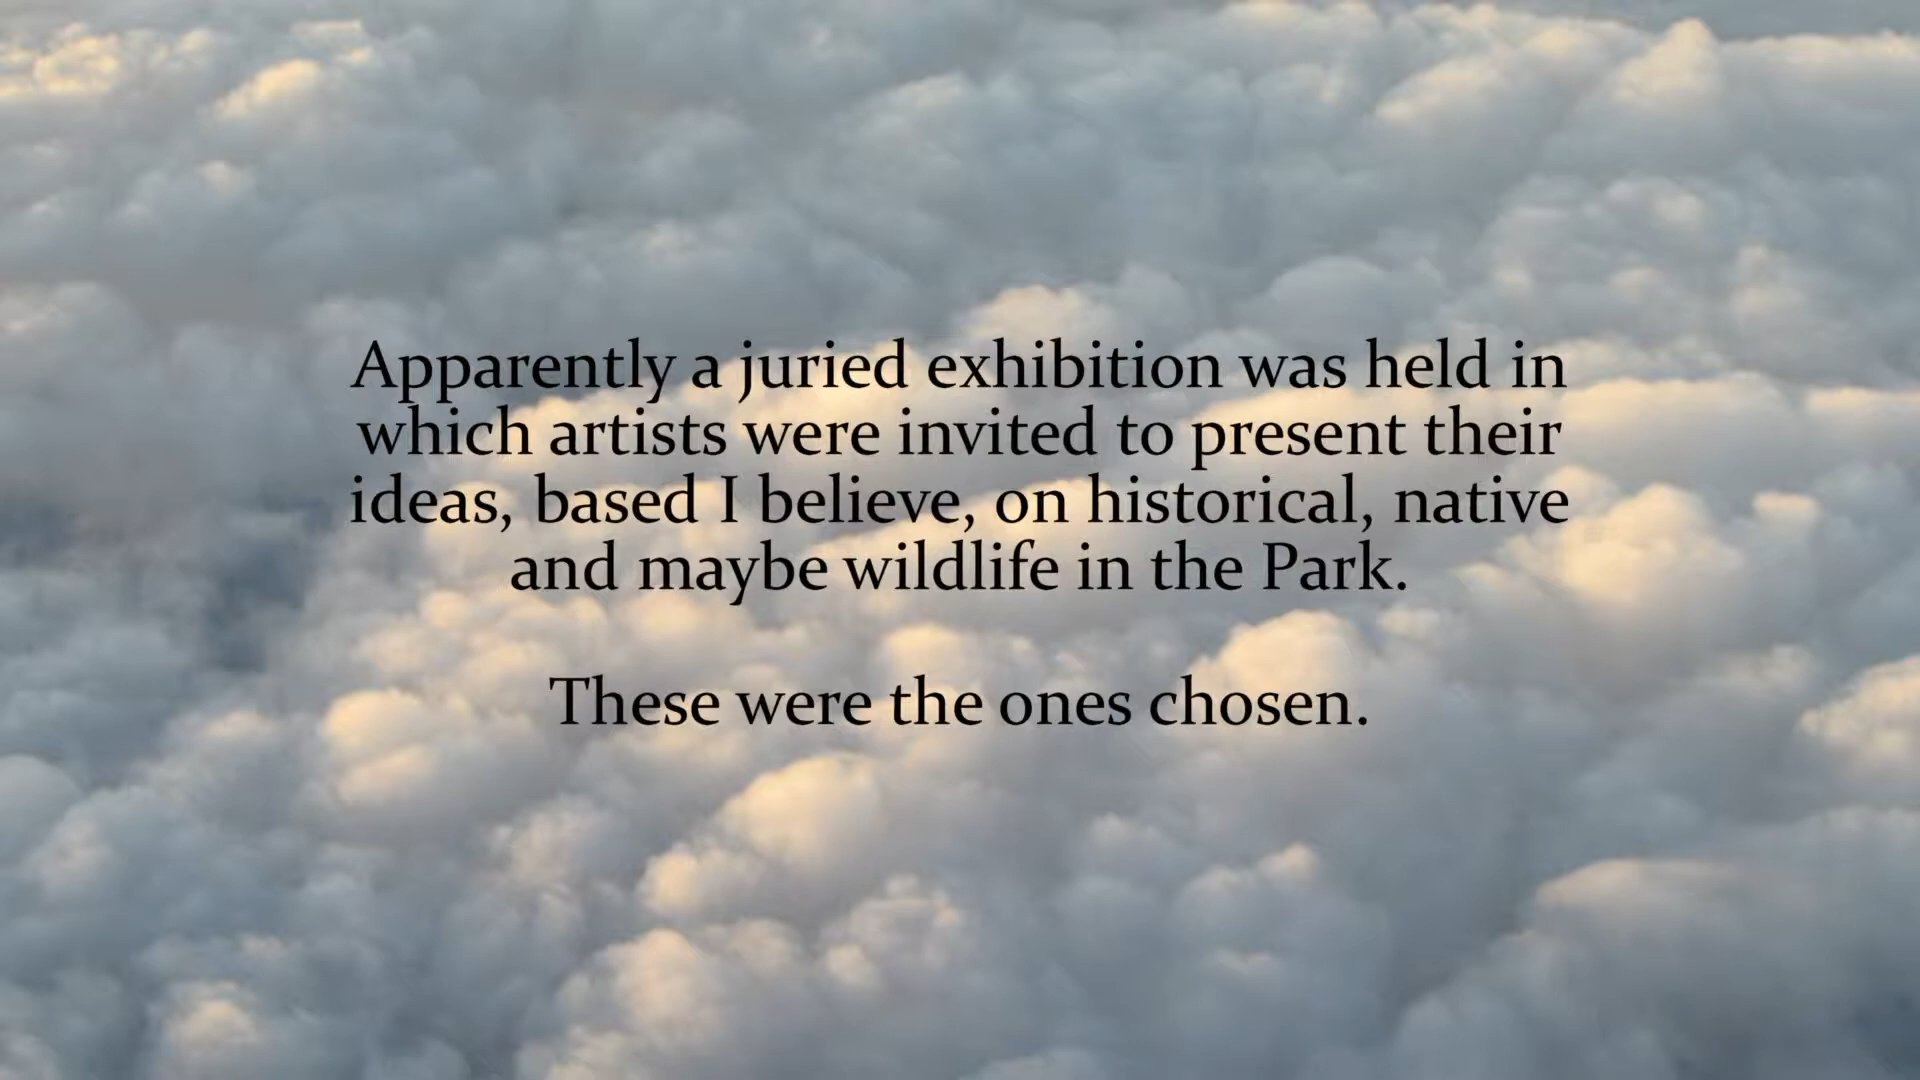 Apparently a juried exhibition was held in
which artists were invited to present their
ideas, based I believe, on historical, native
and maybe wildlife in the Park.
These were the ones chosen.